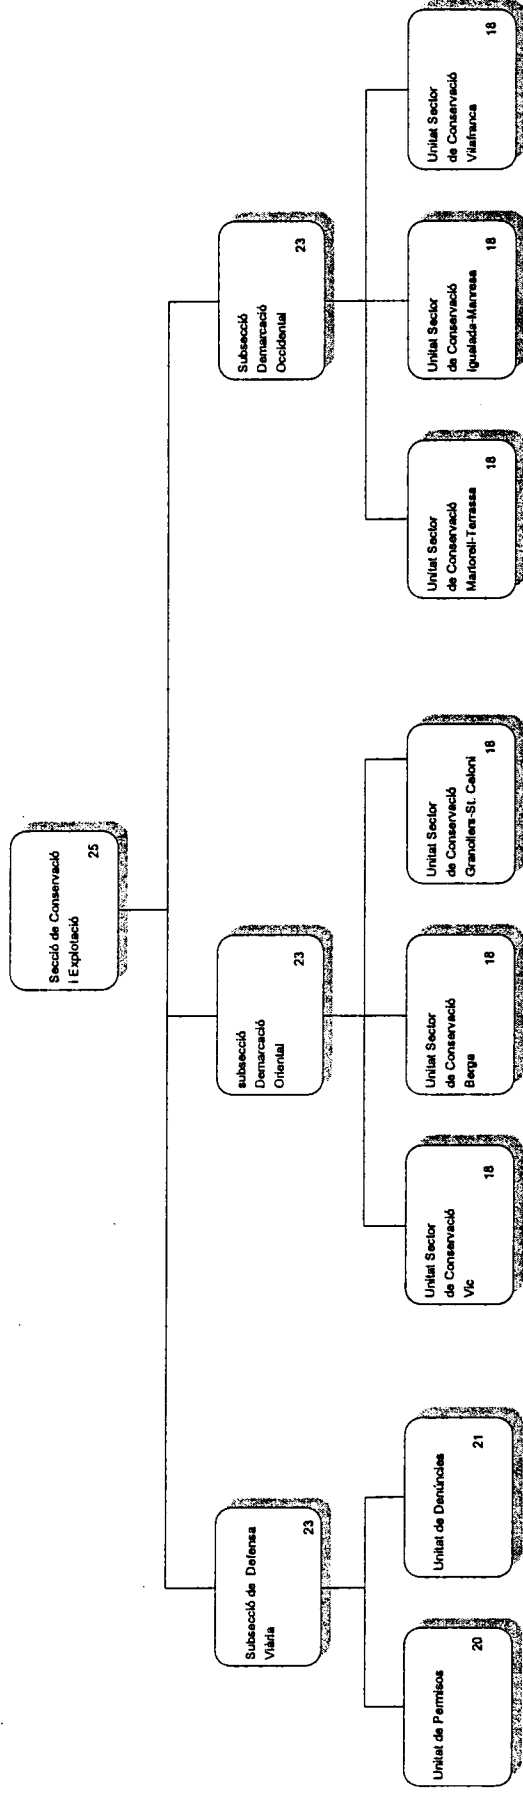 Secció de Conservació
i Explotació
25
Subsecció de Defensa
Viària
23
subsecció
Demarcació
Oriental
23
Subsecció
Demarcació
Occidental
23
Unitat de Permisos
20
Unitat de Denúncies
21
Unitat Sector
de Conservació
Vic
18
Unitat Sector
de Conservació
Berga
18
Unitat Sector
de Conservació
Granollers-St. Celoni
18
Unitat Sector
de Conservació
Martorell-Terrassa
18
Unitat Sector
de Conservació
Igualada-Manresa
18
Unitat Sector
de Conservació
Vilafranca
18